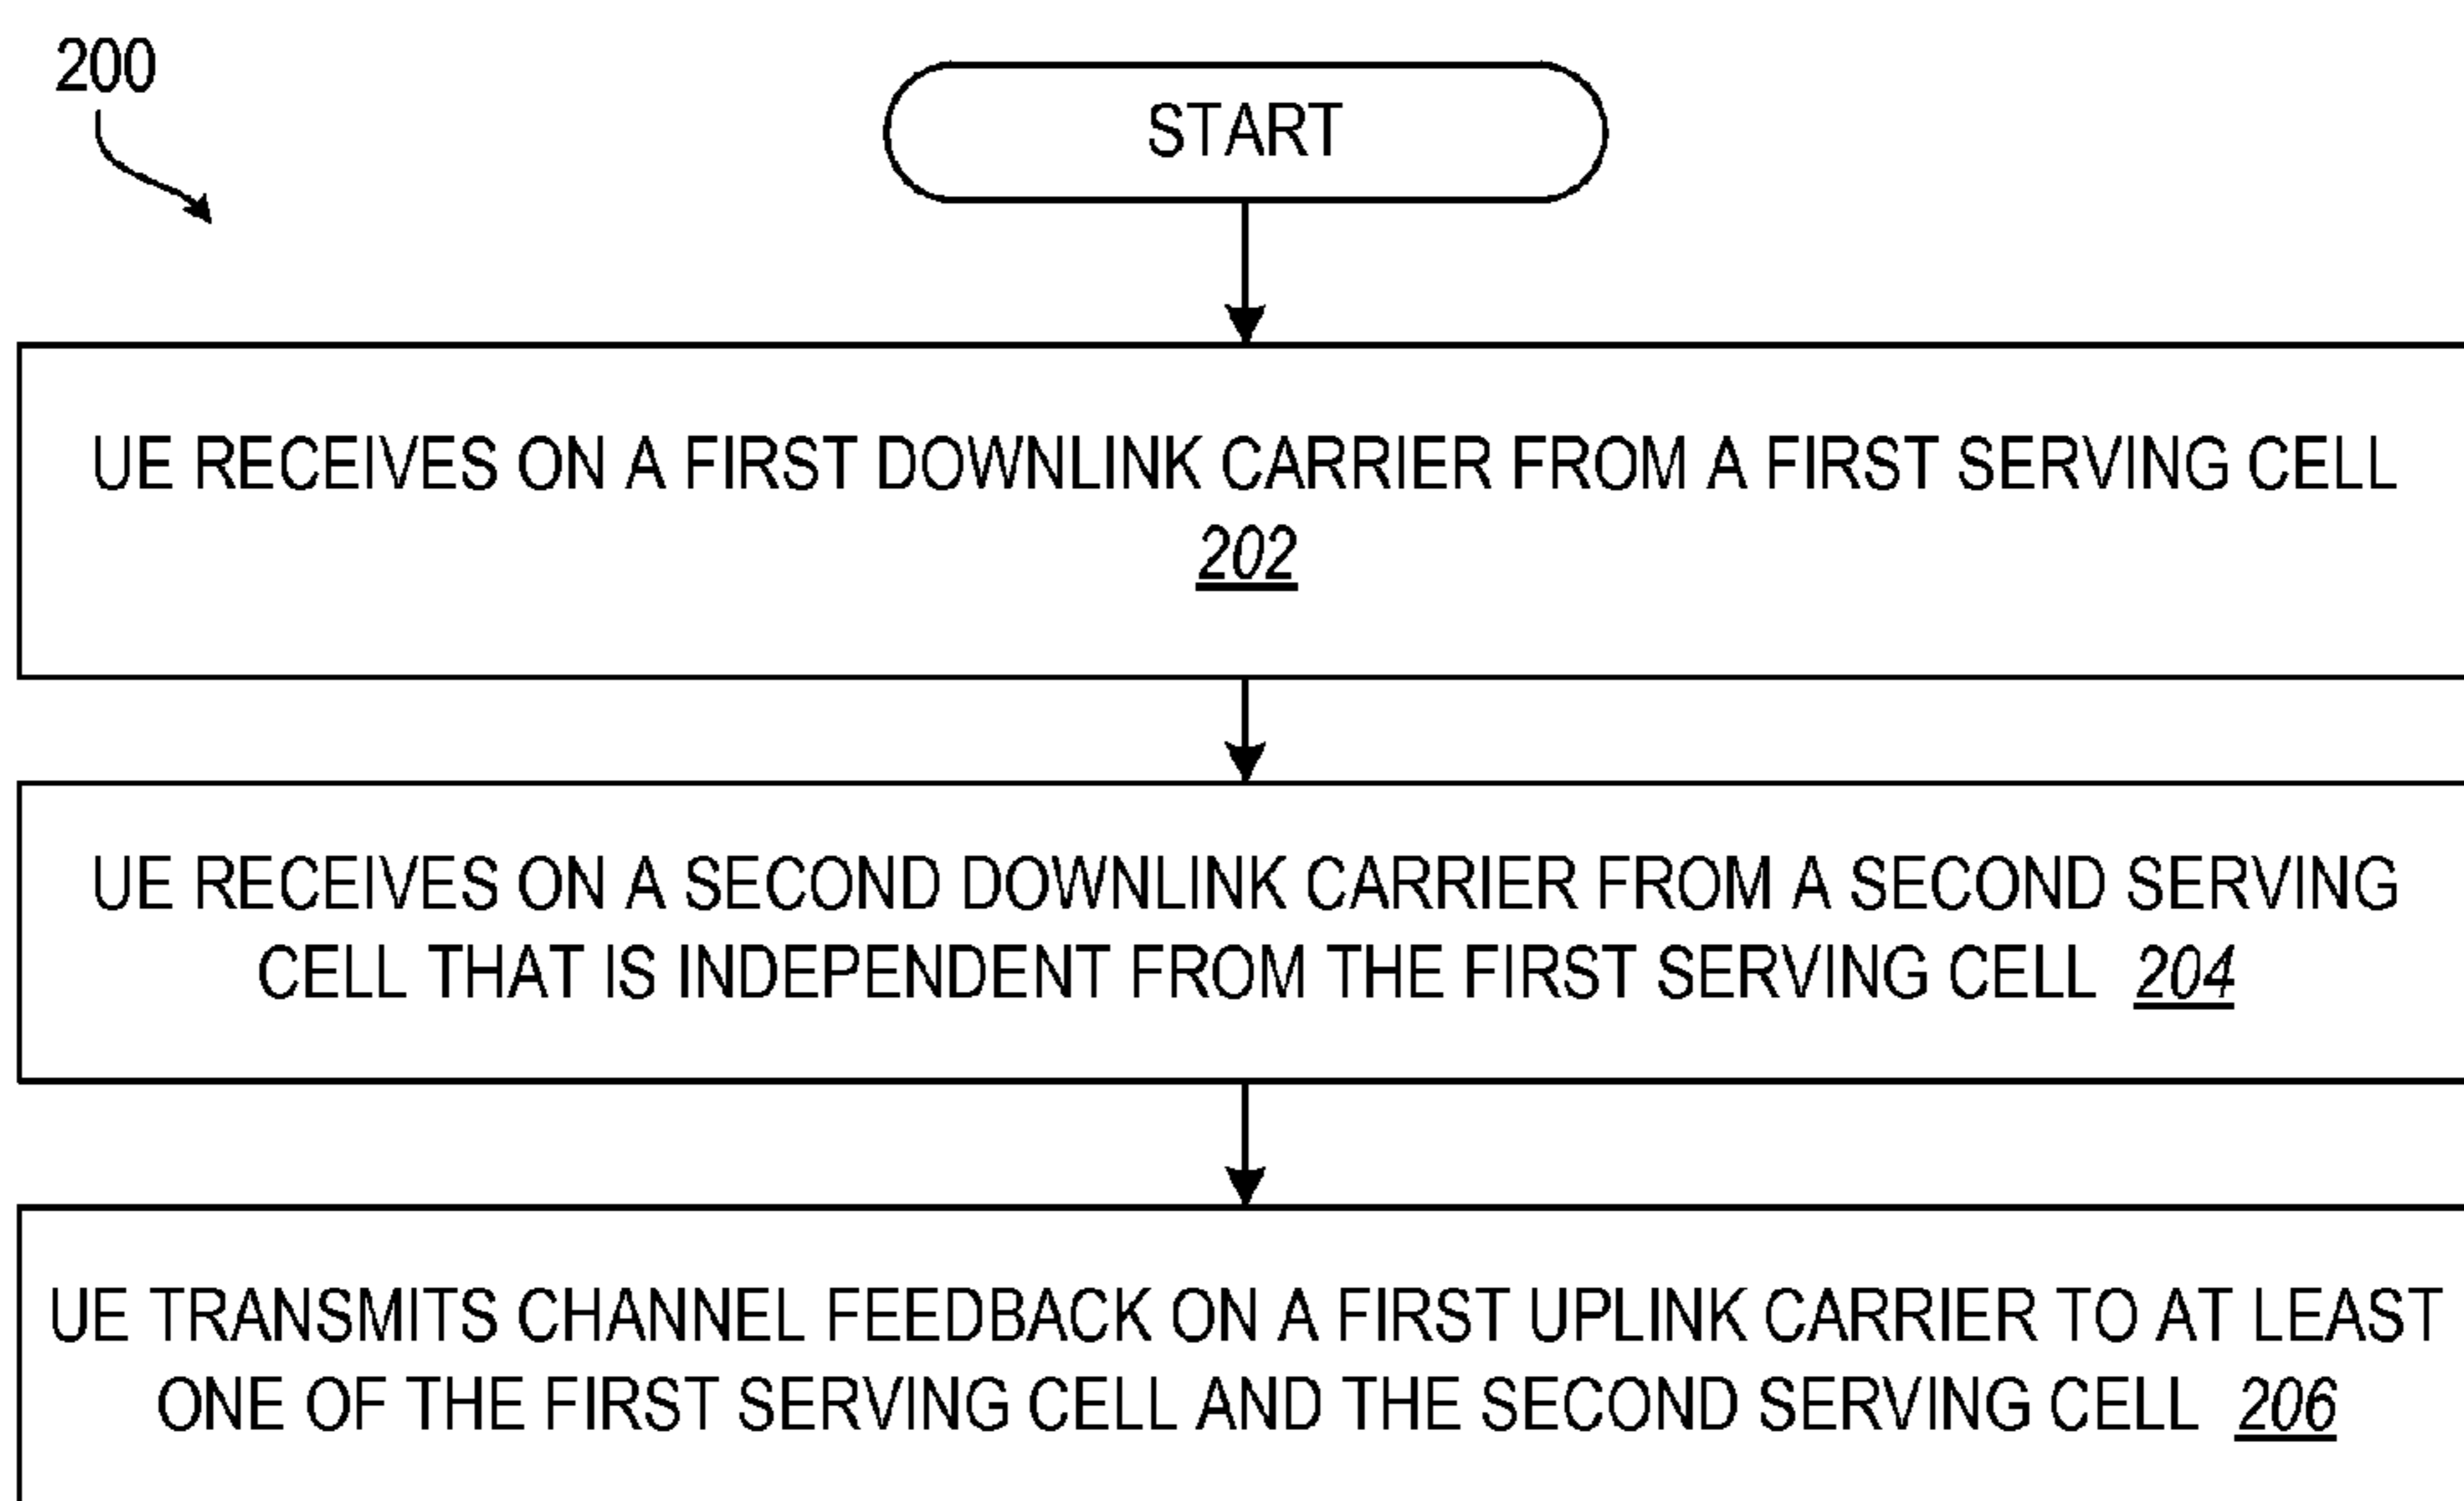 200
START
UE RECEIVES ON A FIRST DOWNLINK CARRIER FROM A FIRST SERVING CELL
202
UE RECEIVES ON A SECOND DOWNLINK CARRIER FROM A SECOND SERVING
CELL THAT IS INDEPENDENT FROM THE FIRST SERVING CELL 204
UE TRANSMITS CHANNEL FEEDBACK ON A FIRST UPLINK CARRIER TO AT LEAST
ONE OF THE FIRST SERVING CELL AND THE SECOND SERVING CELL 206